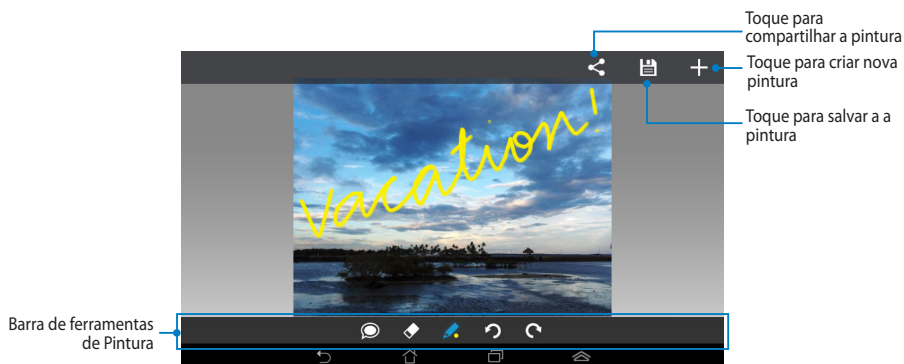 Toque para
compartilhar a pintura
Toque para criar nova
pintura
Toque para salvar a a
pintura
vacation!
Barra de ferramentas
de Pintura